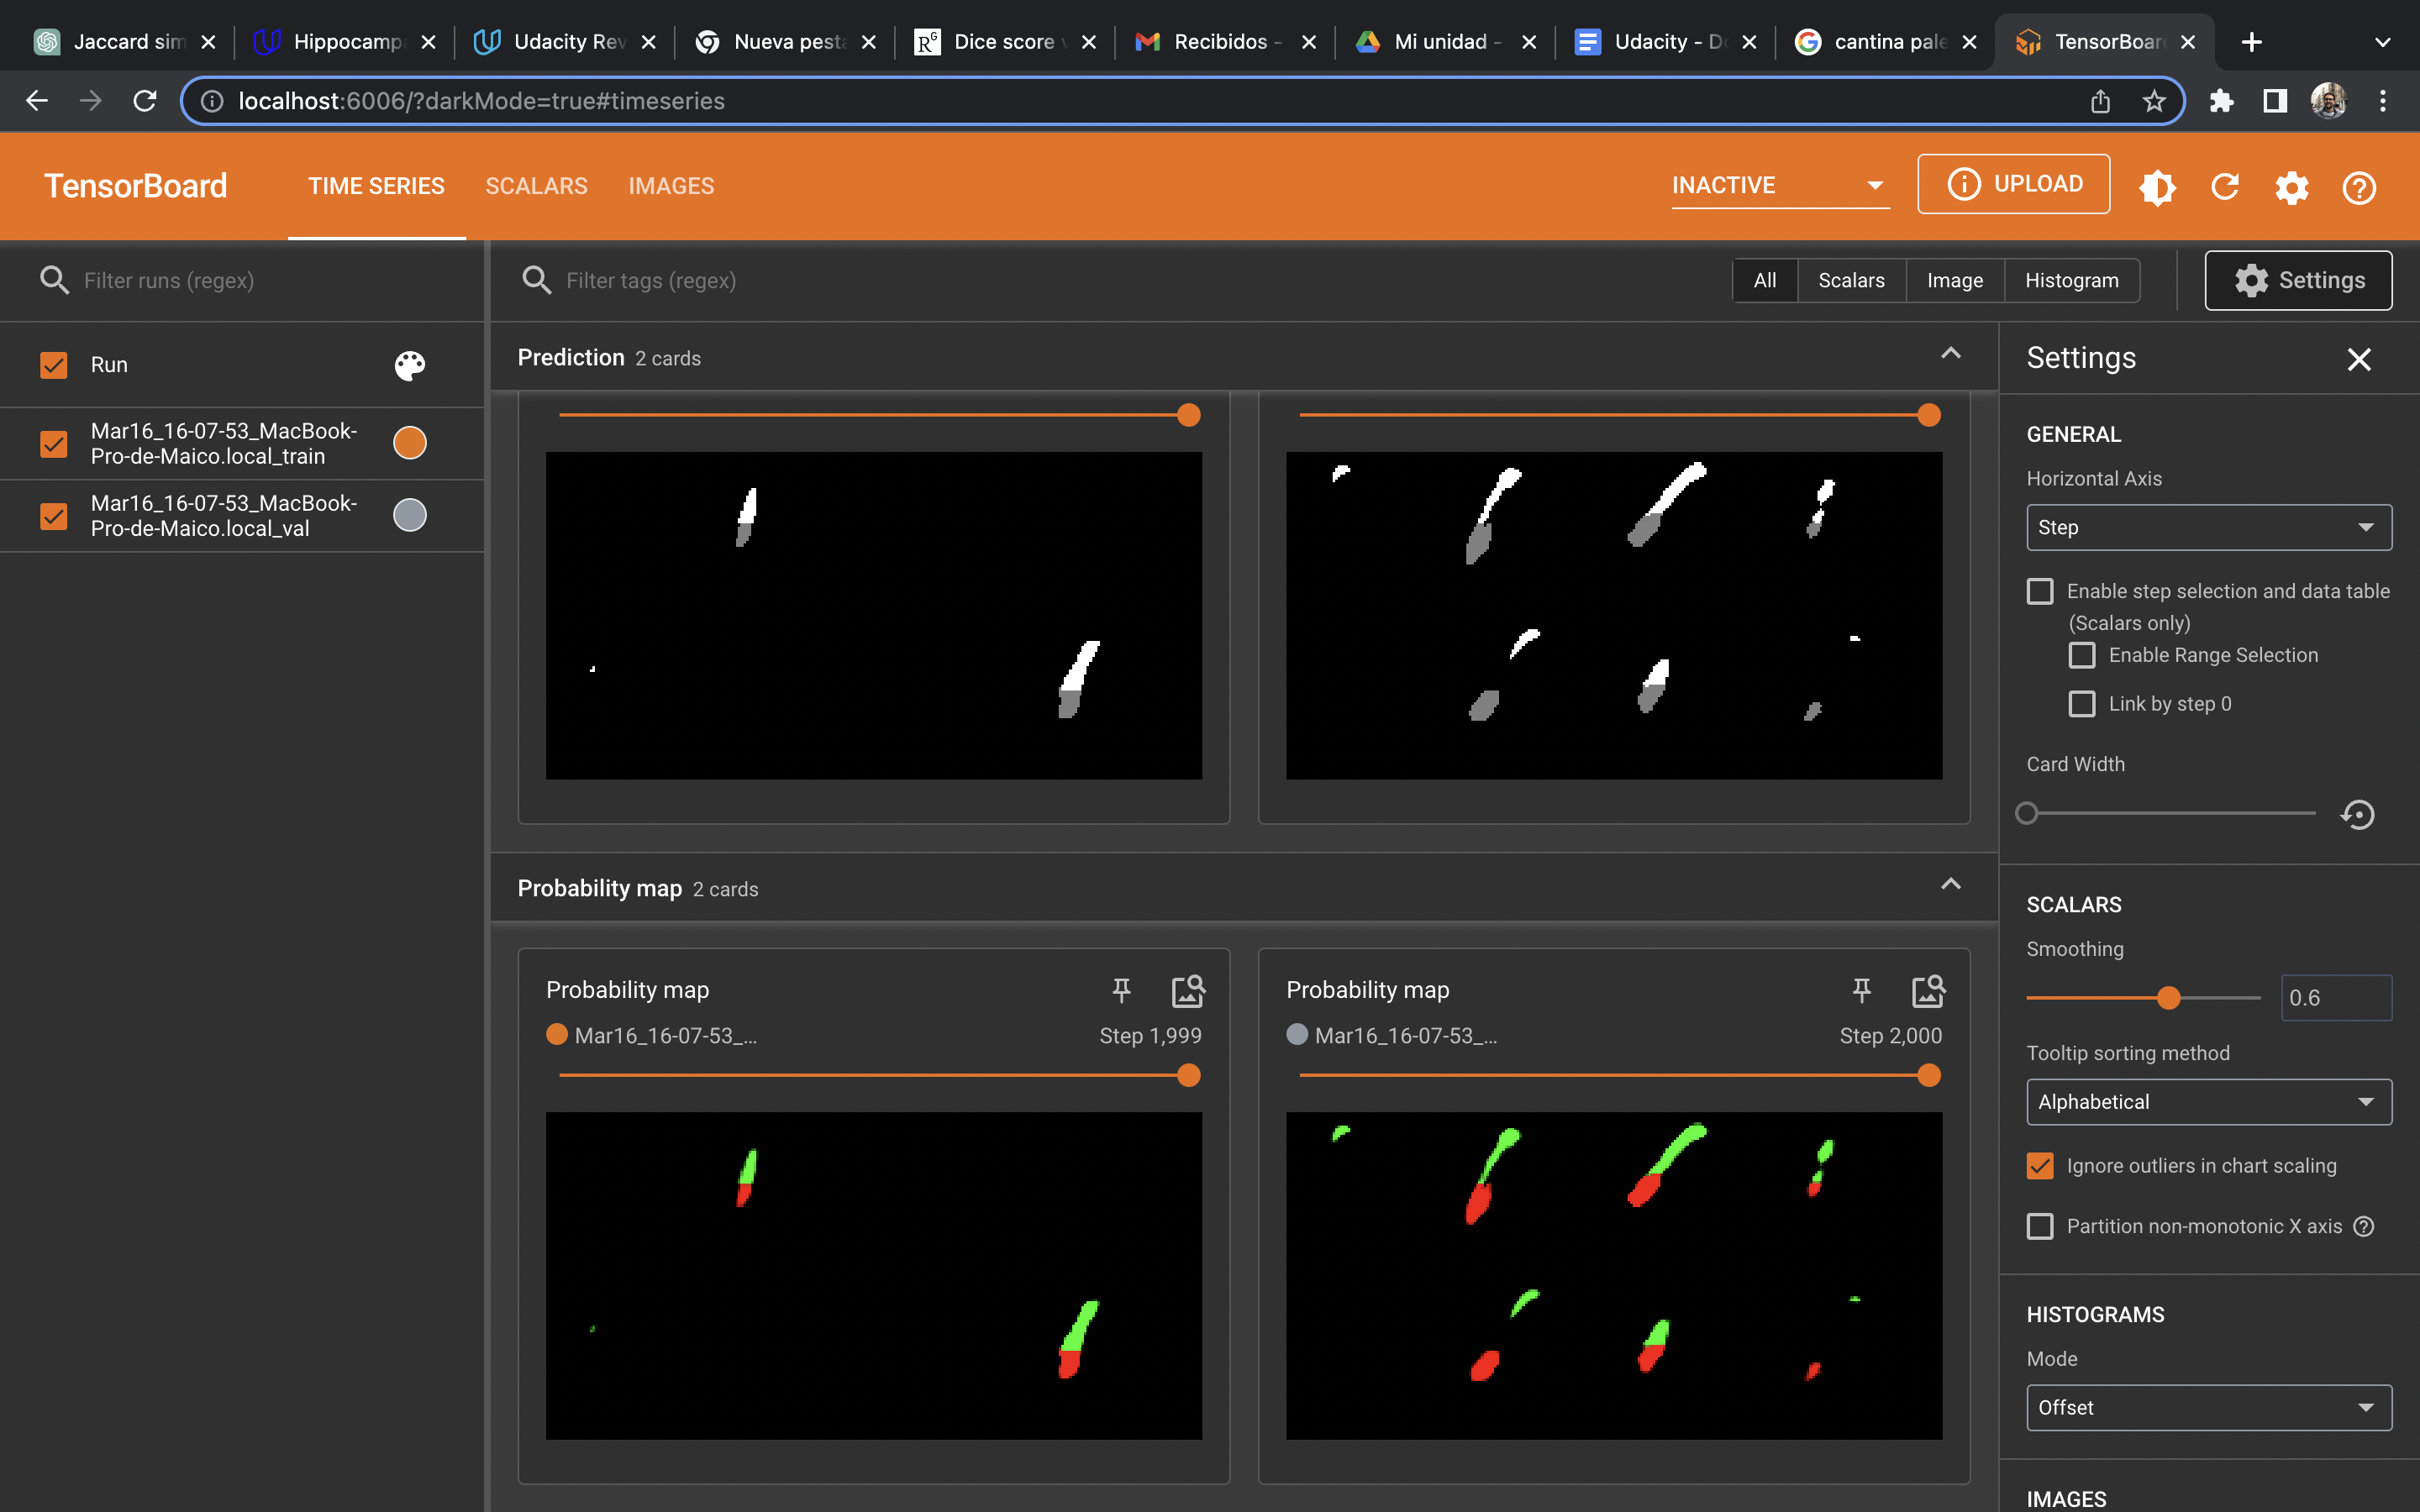 Jaccard sim
Hippocampa
Udacity Rev
Nueva pesta
Dice score v
Recibidos -
Mi unidad -
Udacity - Do
cantina pale
TensorBoar
localhost:6006/?darkMode=true#timeseries
TensorBoard
TIME SERIES
SCALARS
IMAGES
INACTIVE
UPLOAD
Filter runs (regex)
Filter tags (regex)
All
Scalars
Image
Histogram
Settings
Run
Mar16_16-07-53_MacBook-
Pro-de-Maico.local_train
Mar16_16-07-53_MacBook-
Pro-de-Maico.local_val
Prediction 2 cards
Probability map 2 cards
Probability map
Mar16_16-07-53_...
Step 1,999
Probability map
Mar16_16-07-53_...
Step 2,000
Settings
GENERAL
Horizontal Axis
Step
Enable step selection and data table
(Scalars only)
Enable Range Selection
Link by step 0
Card Width
SCALARS
Smoothing
0.6
Tooltip sorting method
Alphabetical
Ignore outliers in chart scaling
Partition non-monotonic X axis
HISTOGRAMS
Mode
Offset
IMAGES